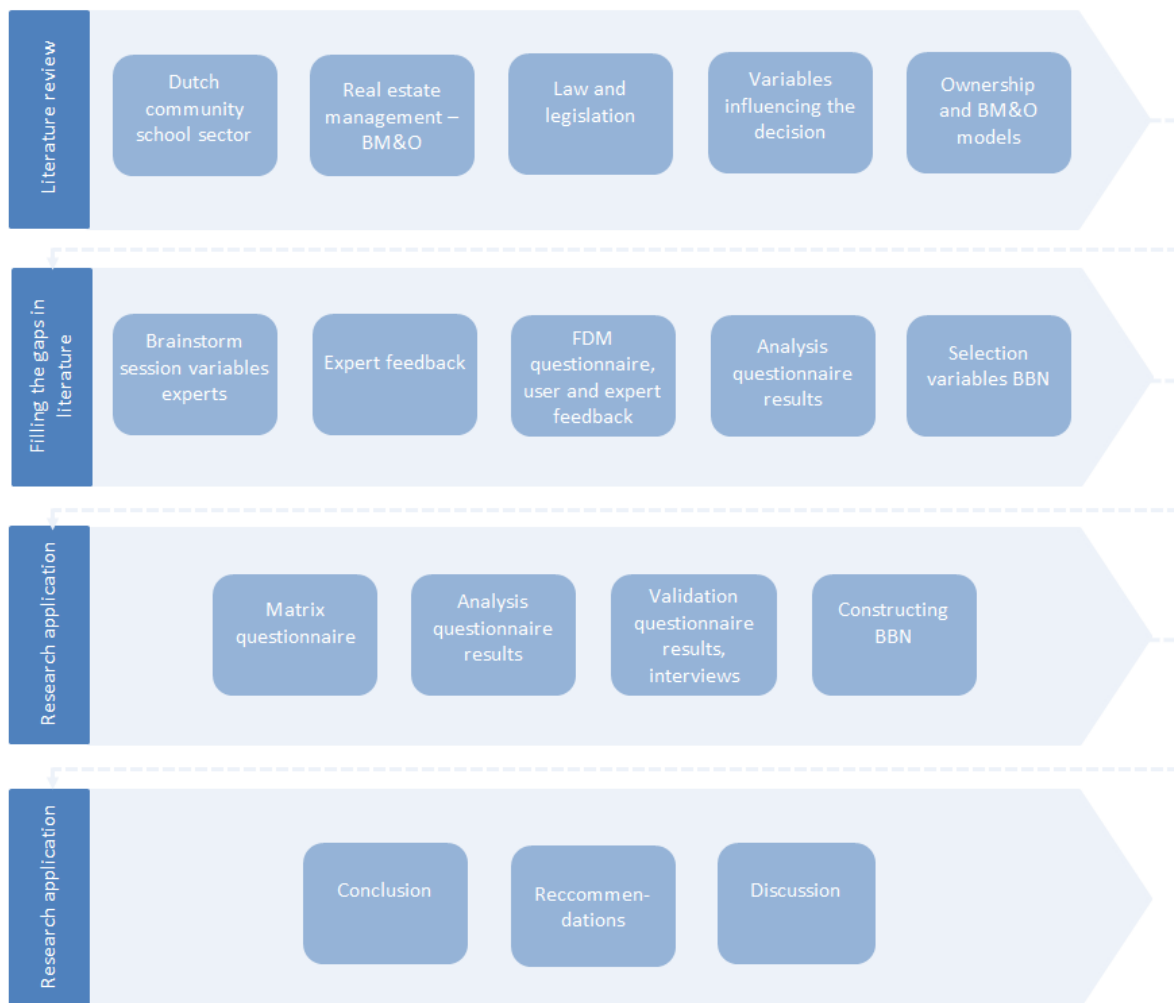 Literature review
Dutch
community
school sector
Real estate
management –
BM&O
Law and
legislation
Variables
influencing the
decision
Ownership
and BM&O
models
Filling the gaps in
literature
Brainstorm
session variables
experts
Expert feedback
FDM
questionnaire,
user and expert
feedback
Analysis
questionnaire
results
Selection
variables BBN
Research application
Matrix
questionnaire
Analysis
questionnaire
results
Validation
questionnaire
results,
interviews
Constructing
BBN
Research application
Conclusion
Reccommen-
dations
Discussion